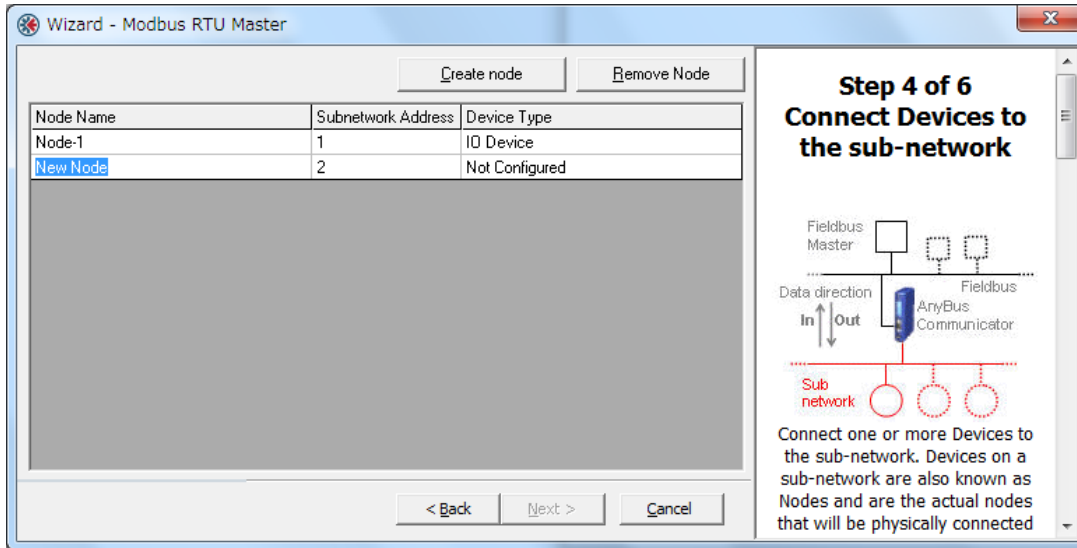 Wizard - Modbus RTU Master
Create node Remove Node
Node Name Subnetwork Address Device Type
Node-1 1 IO Device
New Node 2 Not Configured
< Back Next > Cancel
Step 4 of 6
Connect Devices to
the sub-network
Fieldbus
Master
Fieldbus
Data direction
In Out
AnyBus
Communicator
Sub
network
Connect one or more Devices to
the sub-network. Devices on a
sub-network are also known as
Nodes and are the actual nodes
that will be physically connected